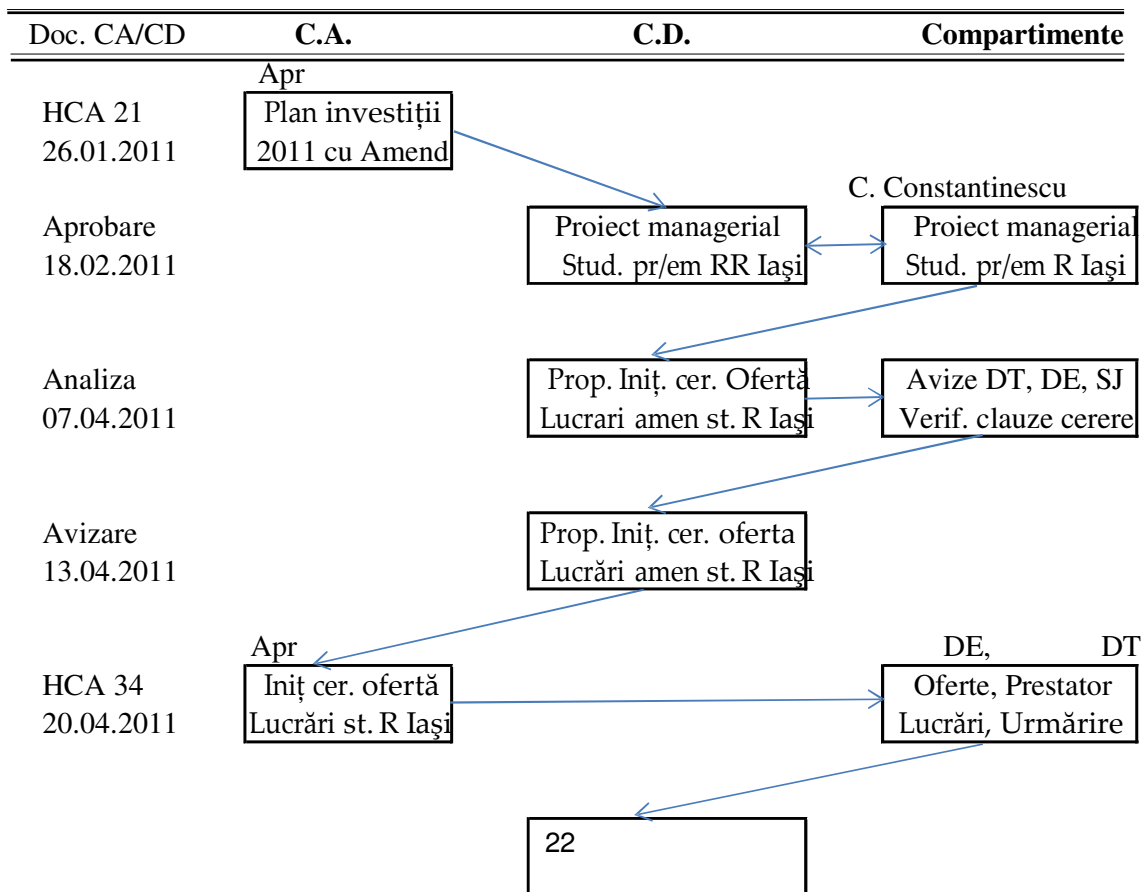 Doc. CA/CD C.A. C.D. Compartimente
Apr
HCA 21 Plan investiții
26.01.2011 2011 cu Amend
C. Constantinescu
Aprobare Proiect managerial Proiect managerial
18.02.2011 Stud. pr/em RR Iaşi Stud. pr/em R Iaşi
Analiza Prop. Iniţ. cer. Ofertă Avize DT, DE, SJ
07.04.2011 Lucrari amen st. R Iaşi Verif. clauze cerere
Avizare Prop. Iniţ. cer. oferta
13.04.2011 Lucrări amen st. R Iaşi
Apr DE, DT
HCA 34 Iniţ cer. ofertă Oferte, Prestator
20.04.2011 Lucrări st. R Iaşi Lucrări, Urmărire
22